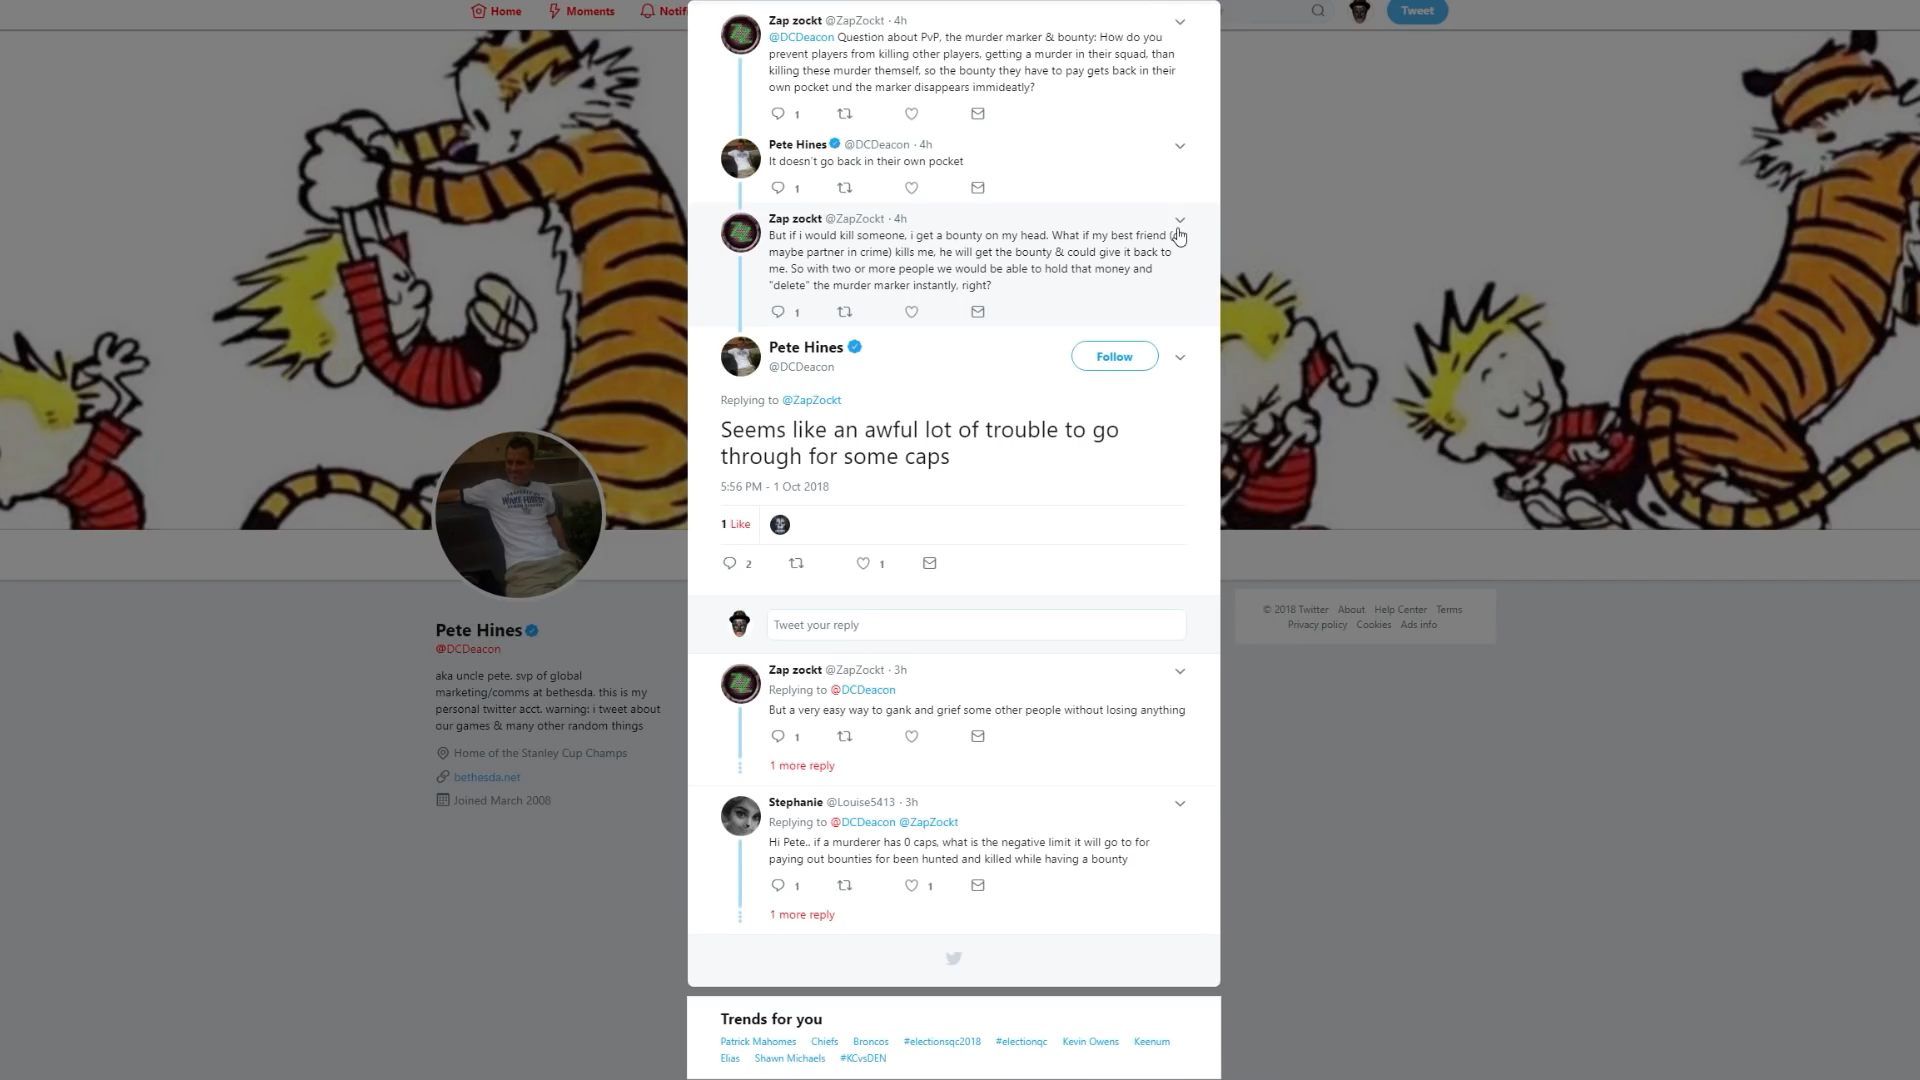 Home
Moments
Notif
Tweet
Zap zockt @ZapZockt · 4h
@DCDeacon Question about PvP, the murder marker & bounty: How do you
prevent players from killing other players, getting a murder in their squad, than
killing these murder themself, so the bounty they have to pay gets back in their
own pocket und the marker disappears immideatly?
1
Pete Hines @DCDeacon · 4h
It doesn't go back in their own pocket
1
Zap zockt @ZapZockt · 4h
But if i would kill someone, i get a bounty on my head. What if my best friend (
maybe partner in crime) kills me, he will get the bounty & could give it back to
me. So with two or more people we would be able to hold that money and
"delete" the murder marker instantly, right?
1
Pete Hines
@DCDeacon
Follow
Replying to @ZapZockt
Seems like an awful lot of trouble to go
through for some caps
5:56 PM - 1 Oct 2018
1 Like
2 1
Tweet your reply
Zap zockt @ZapZockt · 3h
Replying to @DCDeacon
But a very easy way to gank and grief some other people without losing anything
1
1 more reply
Stephanie @Louise5413 · 3h
Replying to @DCDeacon @ZapZockt
Hi Pete.. if a murderer has 0 caps, what is the negative limit it will go to for
paying out bounties for been hunted and killed while having a bounty
1 1
1 more reply
Trends for you
Patrick Mahomes Chiefs Broncos #electionsqc2018 #electionqc Kevin Owens Keenum
Elias Shawn Michaels #KCvsDEN
Pete Hines
@DCDeacon
aka uncle pete. svp of global
marketing/comms at bethesda. this is my
personal twitter acct. warning: i tweet about
our games & many other random things
Home of the Stanley Cup Champs
bethesda.net
Joined March 2008
© 2018 Twitter About Help Center Terms
Privacy policy Cookies Ads info